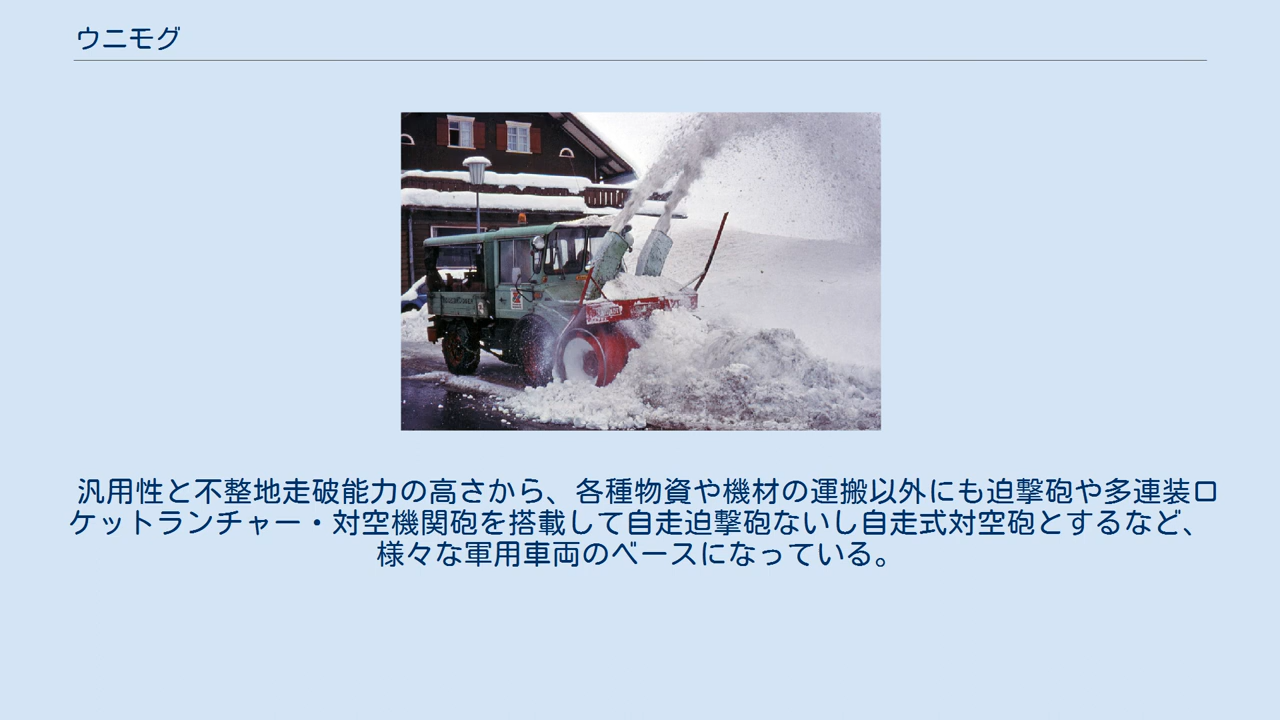 ウニモグ
汎用性と不整地走破能力の高さから、各種物資や機材の運搬以外にも迫撃砲や多連装ロ
ケットランチャー・対空機関砲を搭載して自走迫撃砲ないし自走式対空砲とするなど、
様々な軍用車両のベースになっている。